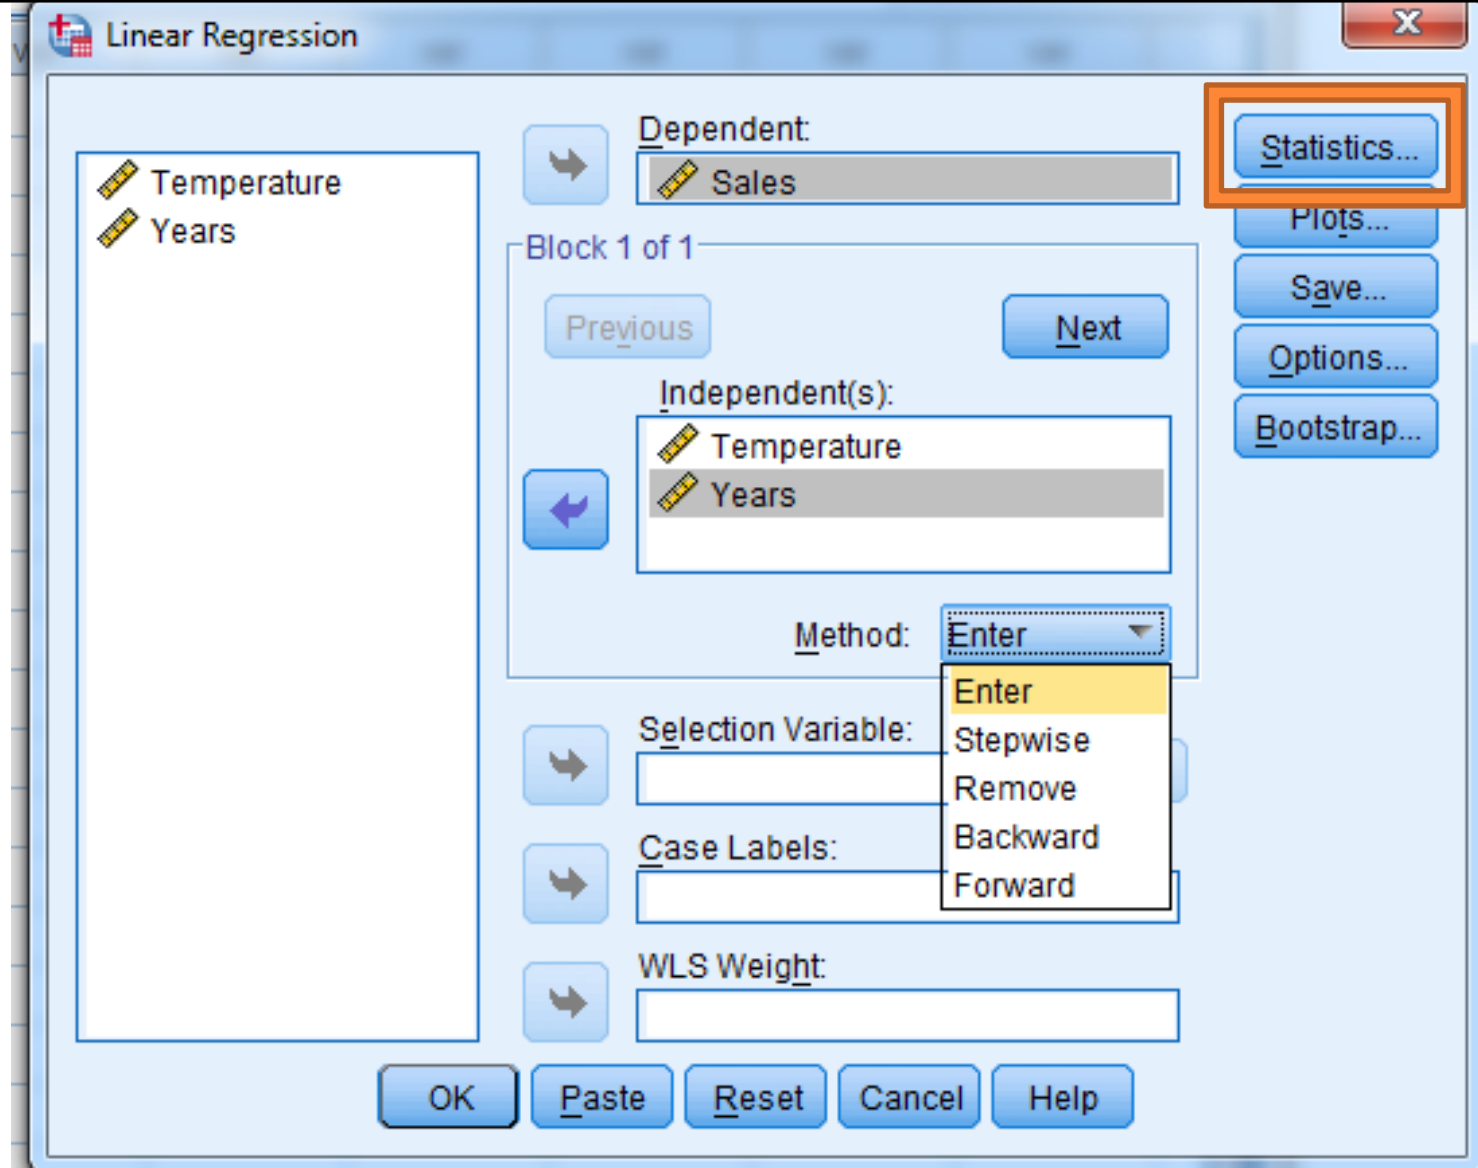 Linear Regression
Temperature
Years
Dependent:
Sales
Block 1 of 1
Previous
Next
Independent(s):
Temperature
Years
Method:
Enter
Enter
Stepwise
Remove
Backward
Forward
Selection Variable:
Case Labels:
WLS Weight:
Statistics...
Plots...
Save...
Options...
Bootstrap...
OK
Paste
Reset
Cancel
Help